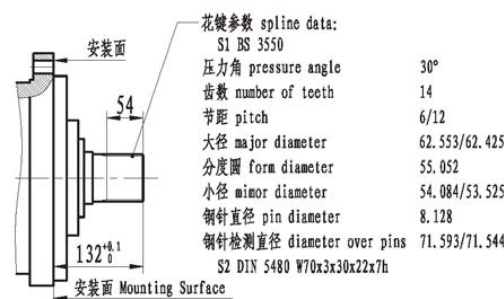 花键参数 spline data:
S1 BS 3550
安装面
压力角 pressure angle 30°
齿数 number of teeth 14
54
节距 pitch 6/12
大径 major diameter 62.553/62.425
分度圆 form diameter 55.052
小径 mimor diameter 54.084/53.525
钢针直径 pin diameter 8.128
钢针检测直径 diameter over pins 71.593/71.544
132+0.1 0
S2 DIN 5480 W70x3x30x22x7h
安装面 Mounting Surface